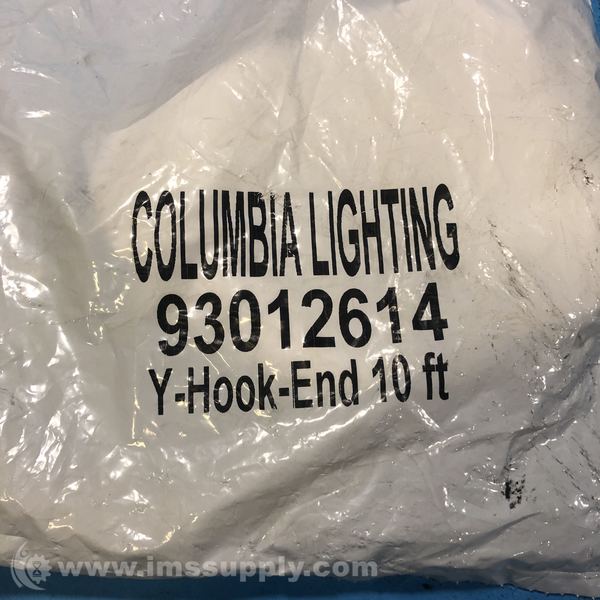 COLUMBIA LIGHTING
93012614
Y-Hook-End 10 ft
www.imssupply.com